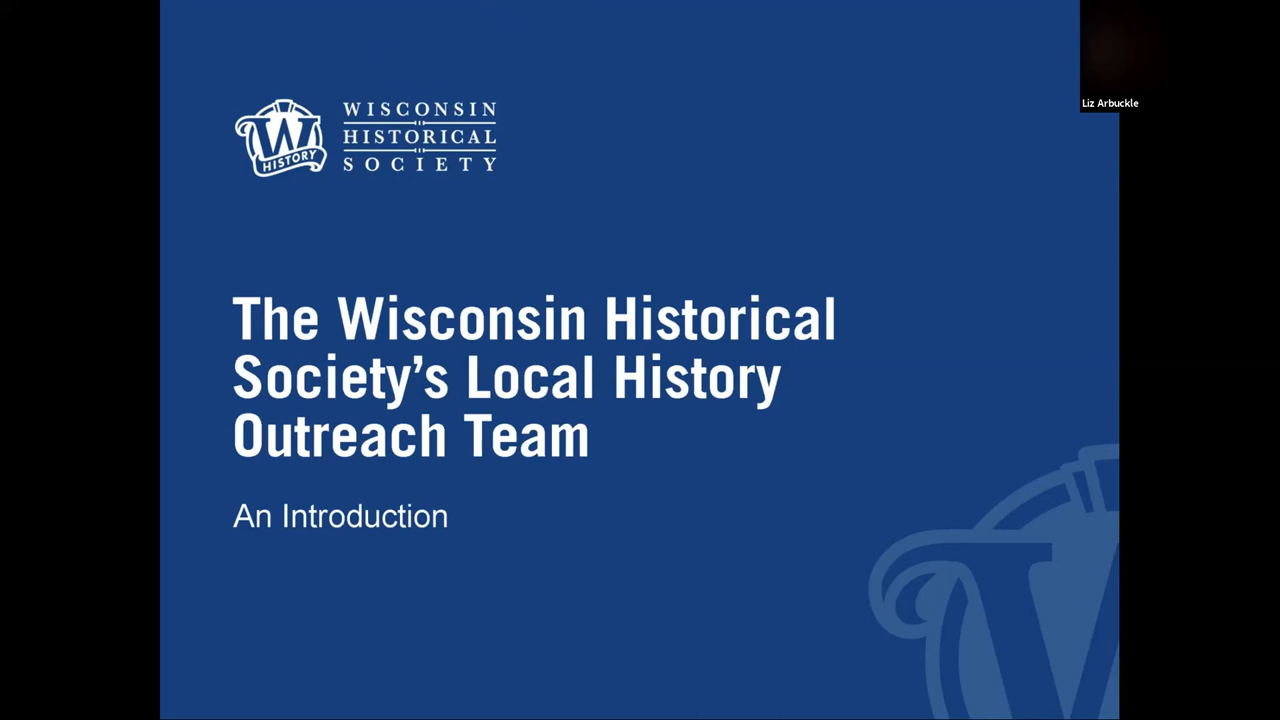 WISCONSIN
HISTORICAL
SOCIETY
W
HISTORY
Liz Arbuckle
The Wisconsin Historical
Society’s Local History
Outreach Team
An Introduction